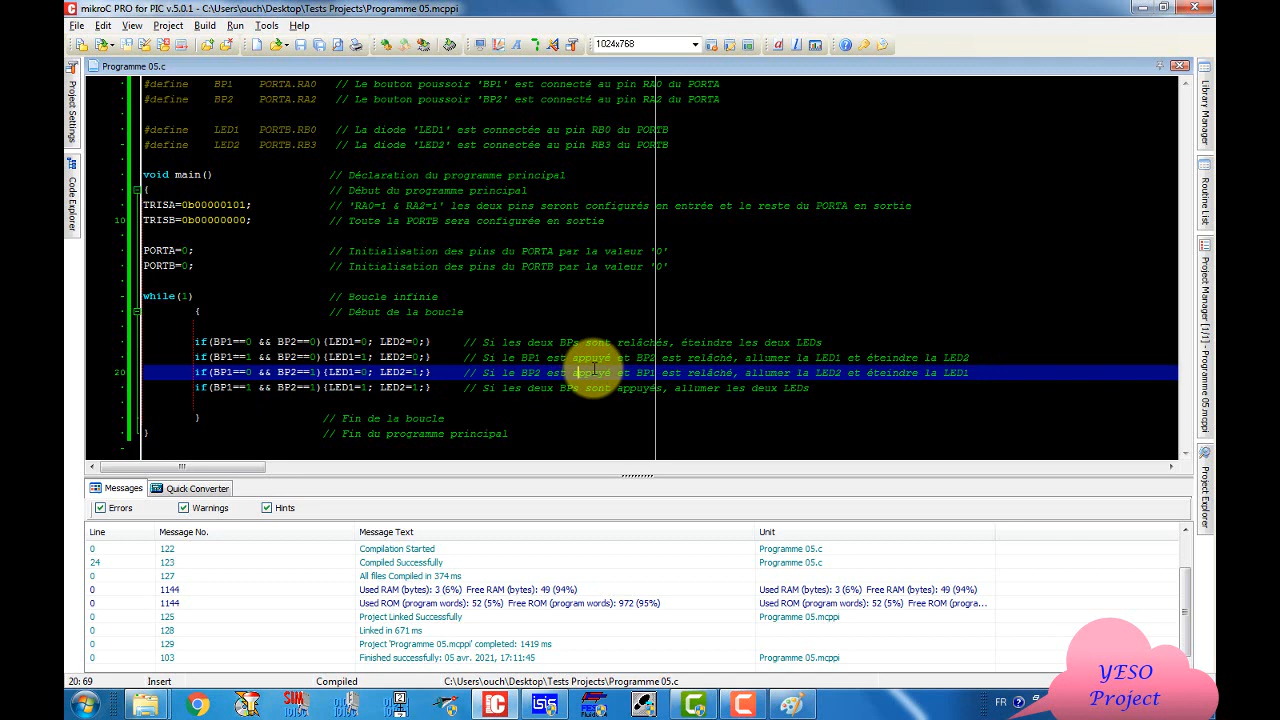 mikroC PRO for PIC v.5.0.1 - C:\Users\ouch\Desktop\Tests Projects\Programme 05.mcppi
File Edit View Project Build Run Tools Help
1024x768
Programme 05.c
#define BP1 PORTA.RA0 // Le bouton poussoir 'BP1' est connecté au pin RA0 du PORTA
#define BP2 PORTA.RA2 // Le bouton poussoir 'BP2' est connecté au pin RA2 du PORTA
#define LED1 PORTB.RB0 // La diode 'LED1' est connectée au pin RB0 du PORTB
#define LED2 PORTB.RB3 // La diode 'LED2' est connectée au pin RB3 du PORTB
void main() // Déclaration du programme principal
{ // Début du programme principal
TRISA=0b00000101; // 'RA0=1 & RA2=1' les deux pins seront configurés en entrée et le reste du PORTA en sortie
10 TRISB=0b00000000; // Toute la PORTB sera configurée en sortie
PORTA=0; // Initialisation des pins du PORTA par la valeur '0'
PORTB=0; // Initialisation des pins du PORTB par la valeur '0'
while(1) // Boucle infinie
{ // Début de la boucle
if(BP1==0 && BP2==0){LED1=0; LED2=0;} // Si les deux BPs sont relâchés, éteindre les deux LEDs
if(BP1==1 && BP2==0){LED1=1; LED2=0;} // Si le BP1 est appuyé et BP2 est relâché, allumer la LED1 et éteindre la LED2
20 if(BP1==0 && BP2==1){LED1=0; LED2=1;} // Si le BP2 est appuyé et BP1 est relâché, allumer la LED2 et éteindre la LED1
if(BP1==1 && BP2==1){LED1=1; LED2=1;} // Si les deux BPs sont appuyés, allumer les deux LEDs
} // Fin de la boucle
} // Fin du programme principal
Project Settings
Code Explorer
Library Manager
Routine List
Project Manager [1/1] - Programme 05.mcppi
Project Explorer
Messages Quick Converter
Errors Warnings Hints
Line Message No. Message Text Unit
0 122 Compilation Started Programme 05.c
24 123 Compiled Successfully Programme 05.c
0 127 All files Compiled in 374 ms
0 1144 Used RAM (bytes): 3 (6%) Free RAM (bytes): 49 (94%) Used RAM (bytes): 3 (6%) Free RAM (bytes): 49 (94%)
0 1144 Used ROM (program words): 52 (5%) Free ROM (program words): 972 (95%) Used ROM (program words): 52 (5%) Free ROM (progra...
0 125 Project Linked Successfully Programme 05.mcppi
0 128 Linked in 671 ms
0 129 Project 'Programme 05.mcppi' completed: 1419 ms
0 103 Finished successfully: 05 avr. 2021, 17:11:45 Programme 05.mcppi
20: 69 Insert Compiled C:\Users\ouch\Desktop\Tests Projects\Programme 05.c
YESO
Project
FR